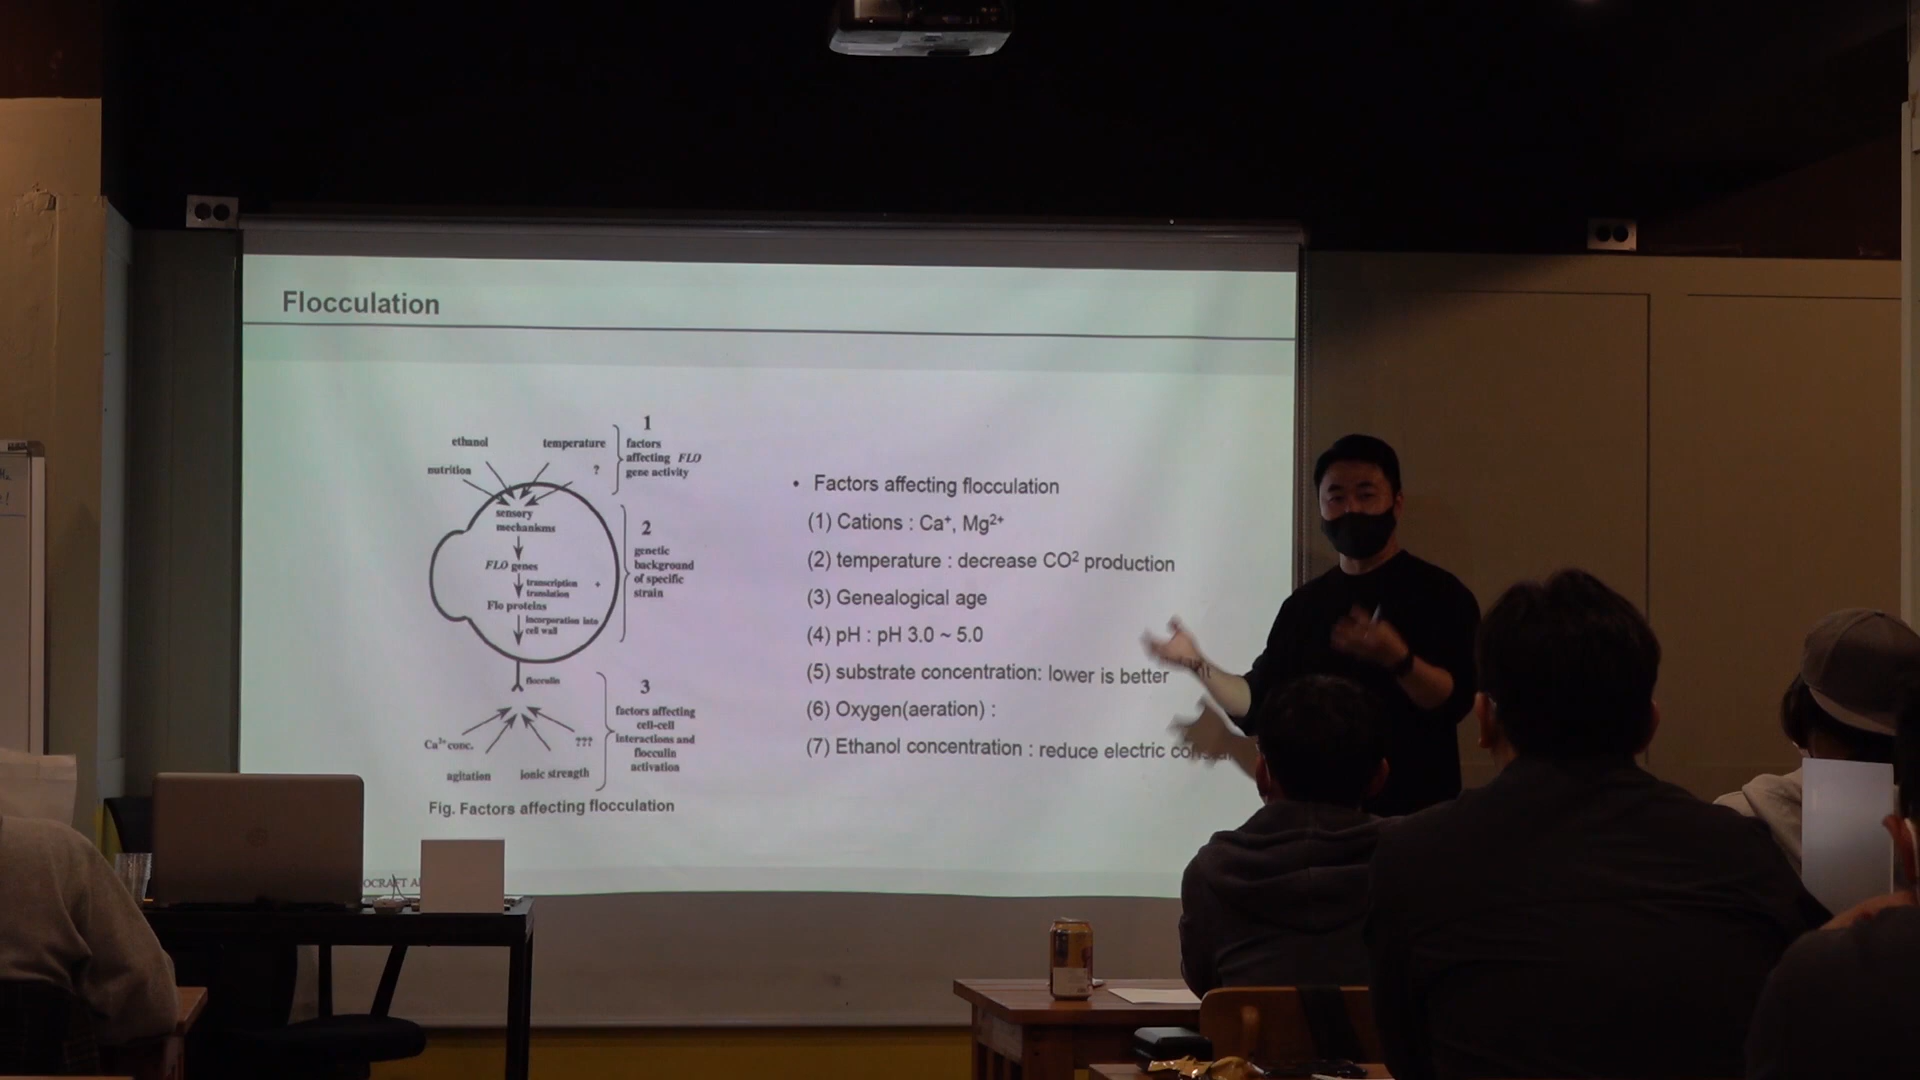 Flocculation
ethanol
temperature
nutrition
?
1
factors
affecting FLO
gene activity
sensory
mechanisms
FLO genes
transcription +
translation
Flo proteins
incorporation into
cell wall
2
genetic
background
of specific
strain
flocculin
3
factors affecting
cell-cell
interactions and
flocculin
activation
conc.
???
agitation
ionic strength
Fig. Factors affecting flocculation
• Factors affecting flocculation
(1) Cations : Ca⁺, Mg²⁺
(2) temperature : decrease CO² production
(3) Genealogical age
(4) pH : pH 3.0 ~ 5.0
(5) substrate concentration: lower is better
(6) Oxygen(aeration) :
(7) Ethanol concentration : reduce electric